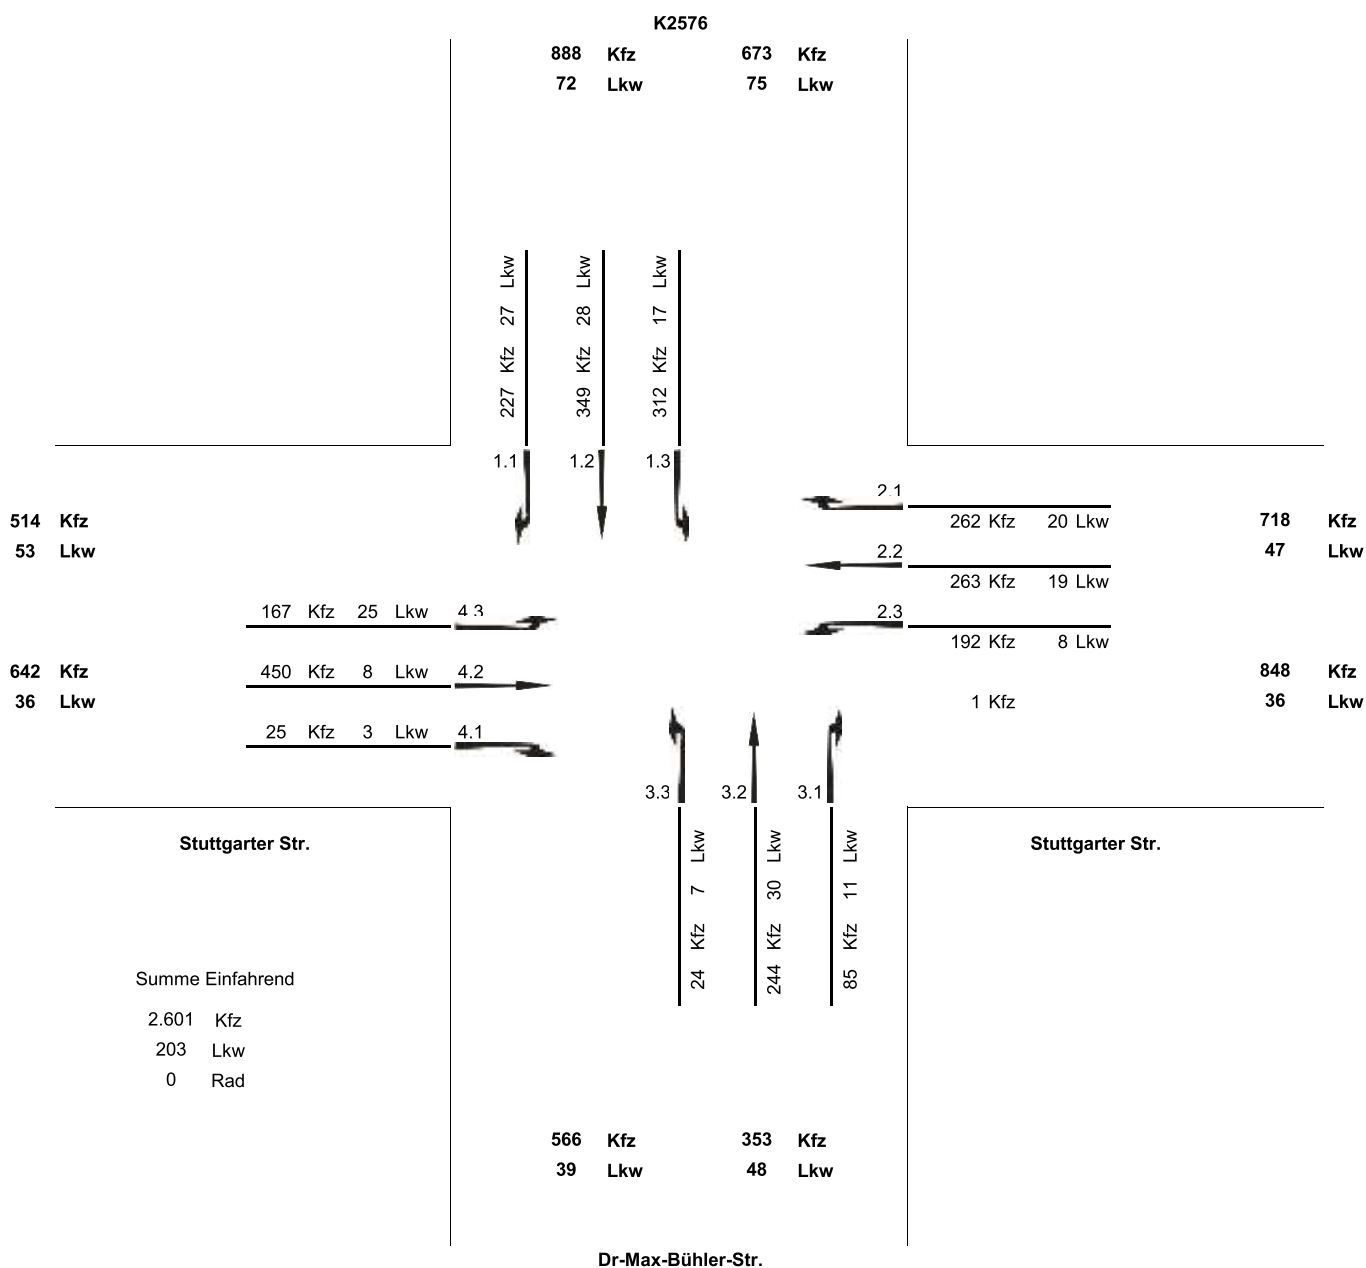 K2576
888 Kfz 673 Kfz
72 Lkw 75 Lkw
227 Kfz 27 Lkw
349 Kfz 28 Lkw
312 Kfz 17 Lkw
1.1 1.2 1.3
2.1
514 Kfz
53 Lkw
262 Kfz 20 Lkw
718 Kfz
47 Lkw
2.2
263 Kfz 19 Lkw
167 Kfz 25 Lkw 4.3
2.3
192 Kfz 8 Lkw
642 Kfz
36 Lkw
450 Kfz 8 Lkw 4.2
848 Kfz
36 Lkw
1 Kfz
25 Kfz 3 Lkw 4.1
3.3 3.2 3.1
24 Kfz 7 Lkw
244 Kfz 30 Lkw
85 Kfz 11 Lkw
Stuttgarter Str.
Stuttgarter Str.
Summe Einfahrend
2.601 Kfz
203 Lkw
0 Rad
566 Kfz 353 Kfz
39 Lkw 48 Lkw
Dr-Max-Bühler-Str.